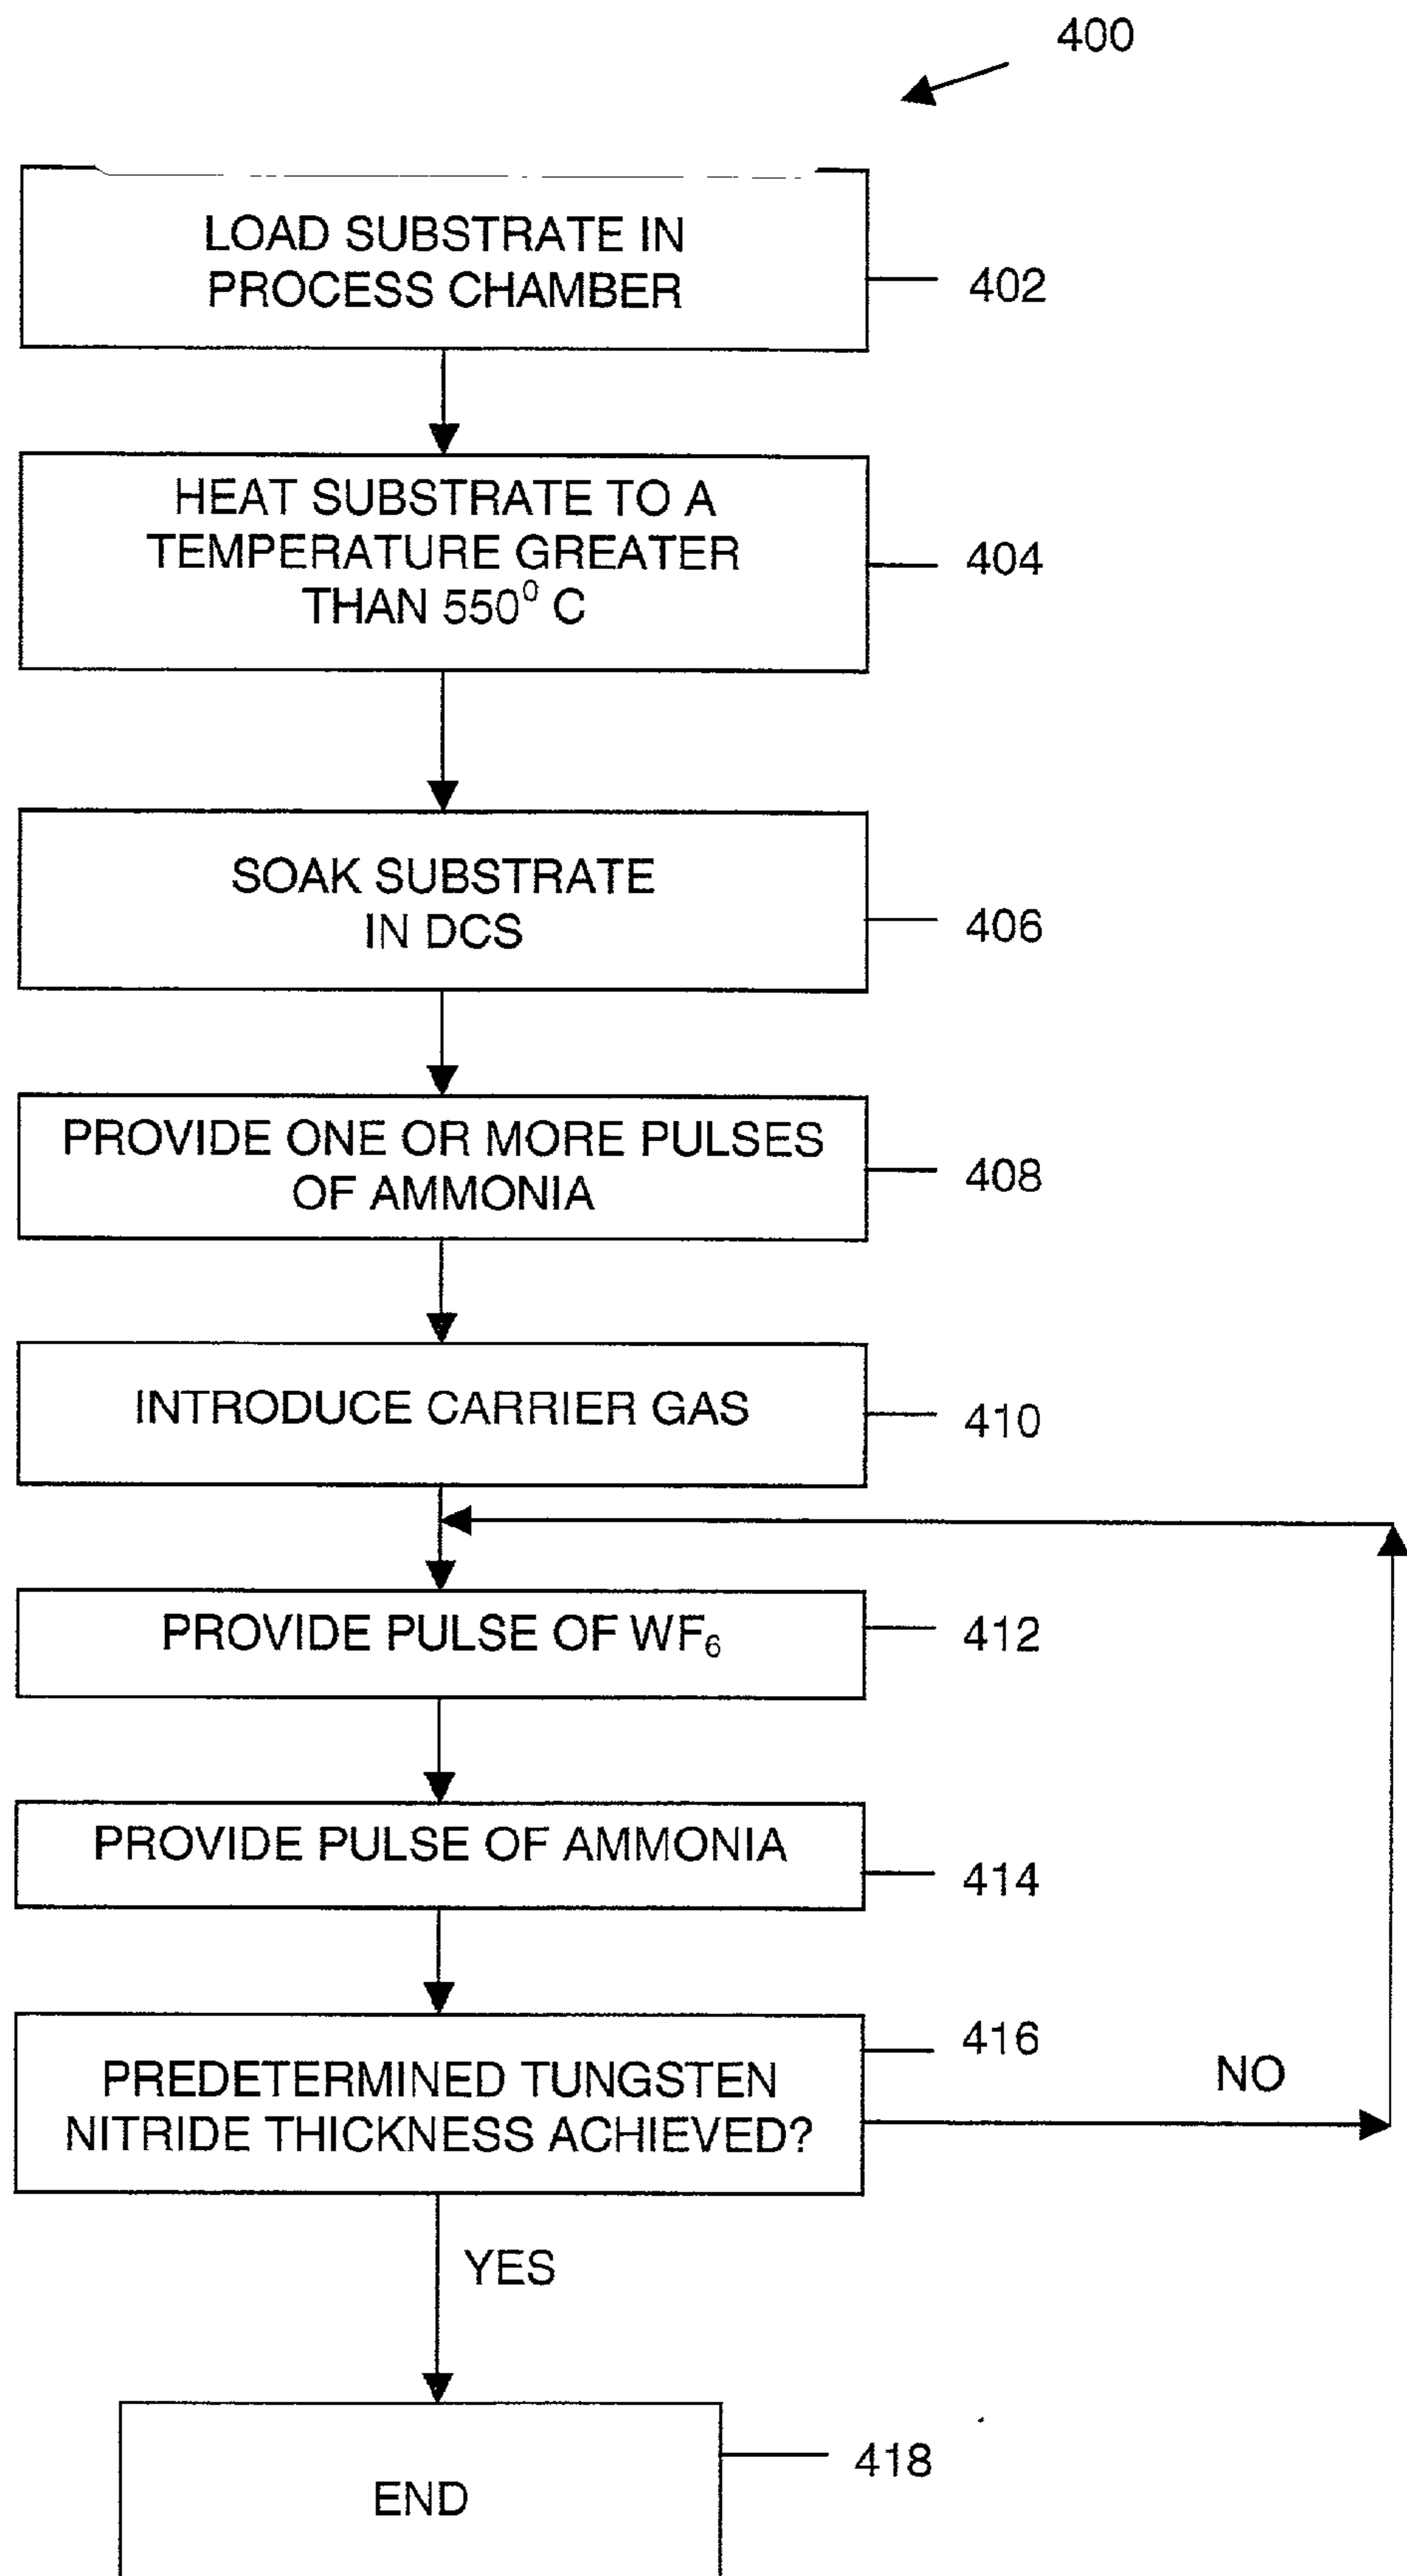 400
LOAD SUBSTRATE IN
PROCESS CHAMBER
402
HEAT SUBSTRATE TO A
TEMPERATURE GREATER
THAN 550⁰ C
404
SOAK SUBSTRATE
IN DCS
406
PROVIDE ONE OR MORE PULSES
OF AMMONIA
408
INTRODUCE CARRIER GAS
410
PROVIDE PULSE OF WF₆
412
PROVIDE PULSE OF AMMONIA
414
PREDETERMINED TUNGSTEN
NITRIDE THICKNESS ACHIEVED?
416
NO
YES
END
418